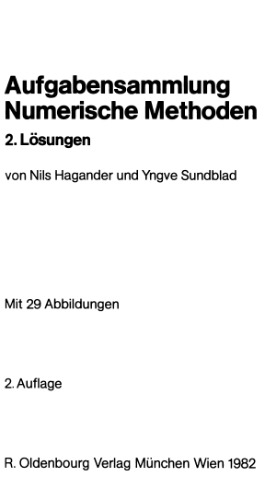 Aufgabensammlung
Numerische Methoden
2. Lösungen
von Nils Hagander und Yngve Sundblad
Mit 29 Abbildungen
2. Auflage
R. Oldenbourg Verlag München Wien 1982